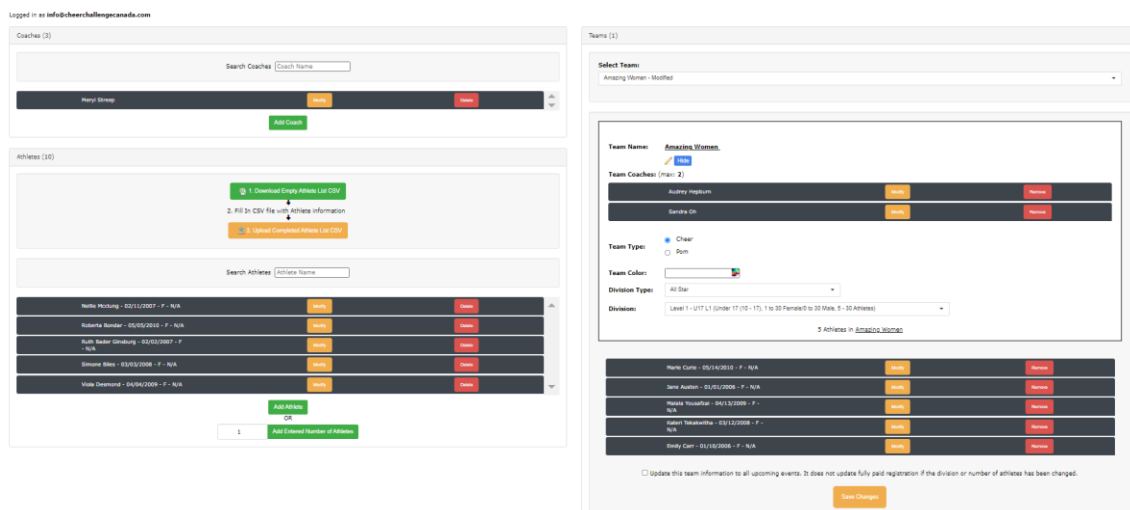 Logged in as info@cheerchallengecanada.com
Coaches (3)
Search Coaches Coach Name
Meryl Streep Modify Delete
Add Coach
Athletes (10)
1. Download Empty Athlete List CSV
2. Fill In CSV file with Athlete information
3. Upload Completed Athlete List CSV
Search Athletes Athlete Name
Nellie McClung - 02/11/2007 - F - N/A Modify Delete
Roberta Bondar - 05/05/2010 - F - N/A Modify Delete
Ruth Bader Ginsburg - 02/02/2007 - F
- N/A Modify Delete
Simone Biles - 03/03/2008 - F - N/A Modify Delete
Viola Desmond - 04/04/2009 - F - N/A Modify Delete
Add Athlete
OR
1 Add Entered Number of Athletes
Teams (1)
Select Team:
Amazing Women - Modified
Team Name: Amazing Women
Hide
Team Coaches: (max: 2)
Audrey Hepburn Modify Remove
Sandra Oh Modify Remove
Team Type: Cheer
Pom
Team Color:
Division Type: All Star
Division: Level 1 - U17 L1 (Under 17 (10 - 17), 1 to 30 Female/0 to 30 Male, 5 - 30 Athletes)
5 Athletes in Amazing Women
Marie Curie - 05/14/2010 - F - N/A Modify Remove
Jane Austen - 01/01/2006 - F - N/A Modify Remove
Malala Yousafzai - 04/13/2009 - F -
N/A Modify Remove
Kateri Tekakwitha - 03/12/2008 - F -
N/A Modify Remove
Emily Carr - 01/10/2006 - F - N/A Modify Remove
Update this team information to all upcoming events. It does not update fully paid registration if the division or number of athletes has been changed.
Save Changes